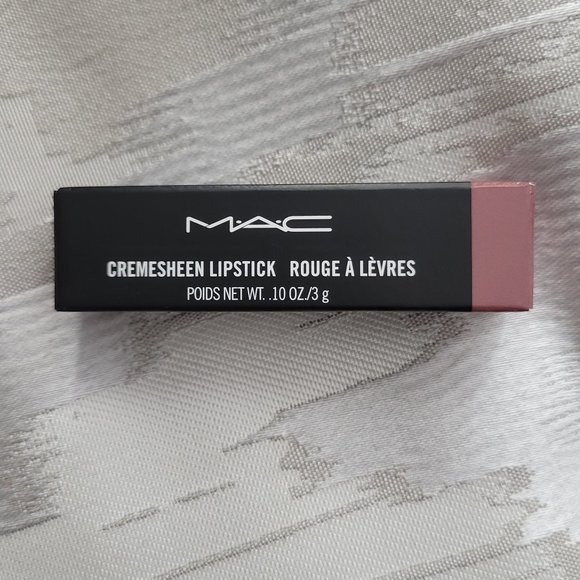 M·A·C
CREMESHEEN LIPSTICK ROUGE À LÈVRES
POIDS NET WT. .10 OZ./3 g